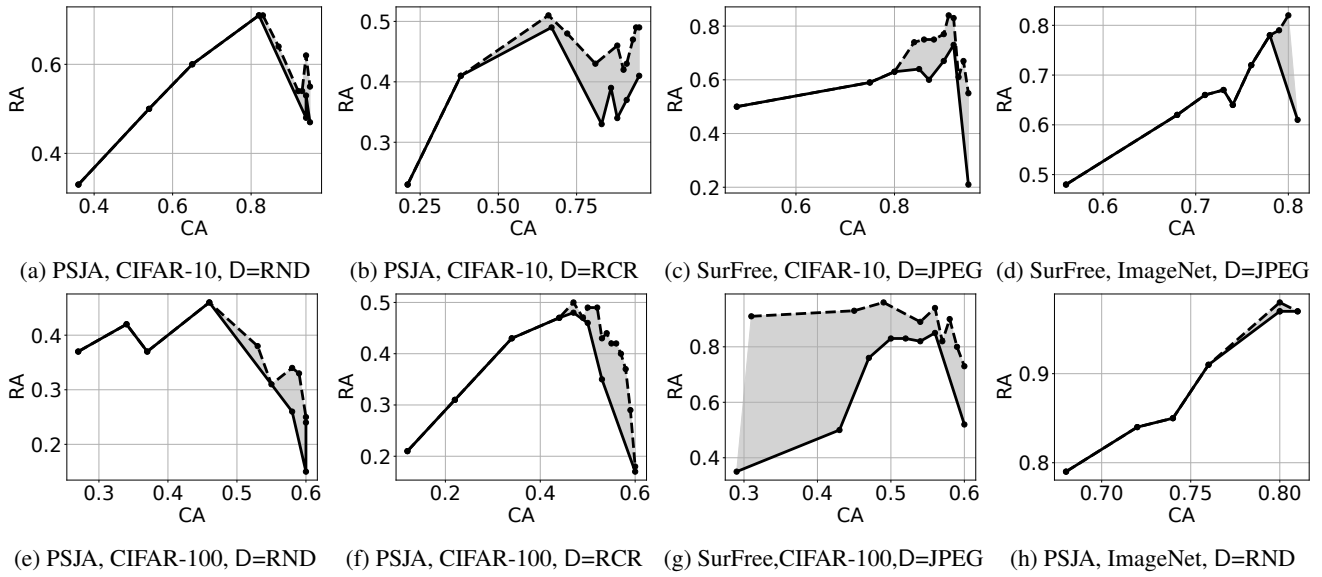 0.6
0.4
RA
0.4 0.6 0.8
CA
(a) PSJA, CIFAR-10, D=RND
0.5
0.4
0.3
RA
0.25 0.50 0.75
CA
(b) PSJA, CIFAR-10, D=RCR
0.8
0.6
0.4
0.2
RA
0.6 0.8
CA
(c) SurFree, CIFAR-10, D=JPEG
0.8
0.7
0.6
0.5
RA
0.6 0.7 0.8
CA
(d) SurFree, ImageNet, D=JPEG
0.4
0.3
0.2
RA
0.3 0.4 0.5 0.6
CA
(e) PSJA, CIFAR-100, D=RND
0.5
0.4
0.3
0.2
RA
0.2 0.4 0.6
CA
(f) PSJA, CIFAR-100, D=RCR
0.8
0.6
0.4
RA
0.3 0.4 0.5 0.6
CA
(g) SurFree,CIFAR-100,D=JPEG
0.9
0.8
RA
0.70 0.75 0.80
CA
(h) PSJA, ImageNet, D=RND